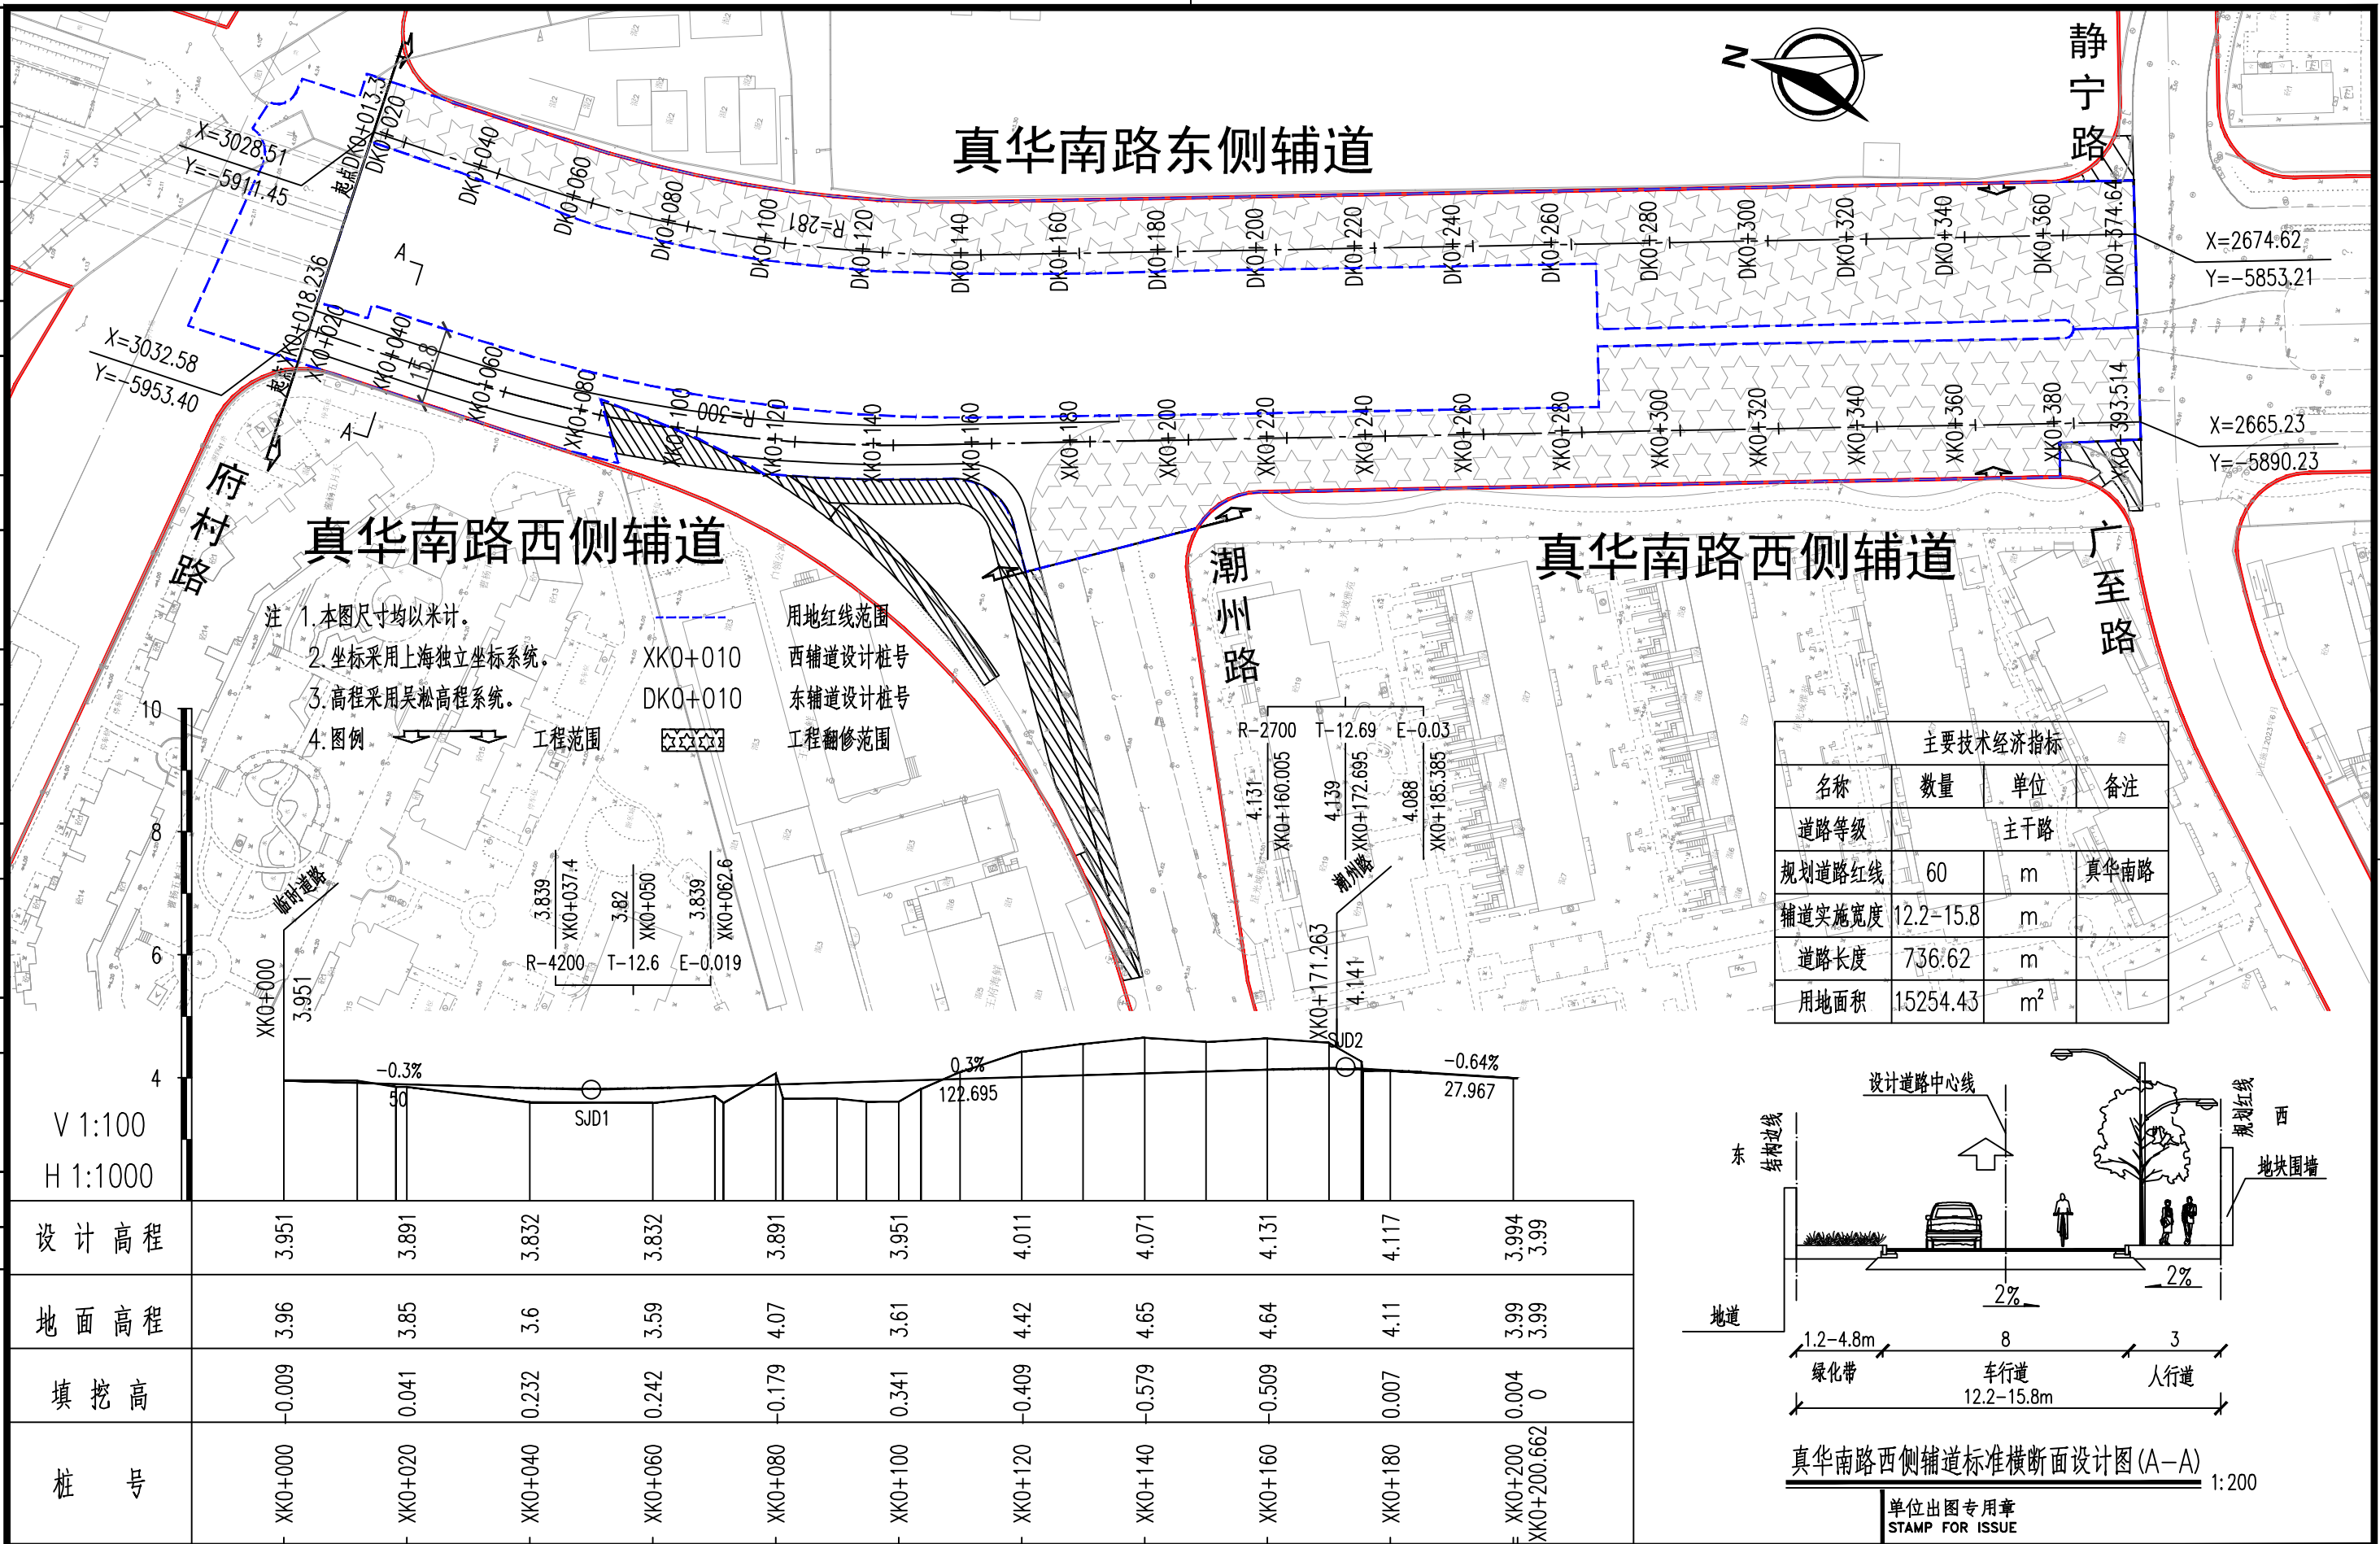 真华南路东侧辅道
静宁路
N
X=3028.51
Y=-5911.45
起点DK0+013.3
DK0+020
DK0+040
DK0+060
DK0+080
DK0+100
R=281
DK0+120
DK0+140
DK0+160
DK0+180
DK0+200
DK0+220
DK0+240
DK0+260
DK0+280
DK0+300
DK0+320
DK0+340
DK0+360
DK0+374.64
X=2674.62
Y=-5853.21
A
A
15.8
X=3032.58
Y=-5953.40
起点XK0+018.236
XK0+020
XK0+040
XK0+060
XK0+080
XK0+100
R=300
XK0+120
XK0+140
XK0+160
XK0+180
XK0+200
XK0+220
XK0+240
XK0+260
XK0+280
XK0+300
XK0+320
XK0+340
XK0+360
XK0+380
XK0+393.514
X=2665.23
Y=-5890.23
府村路
真华南路西侧辅道
潮州路
真华南路西侧辅道
广至路
注 1.本图尺寸均以米计。
2.坐标采用上海独立坐标系统。
3.高程采用吴淞高程系统。
4.图例
工程范围
用地红线范围
XK0+010 西辅道设计桩号
DK0+010 东辅道设计桩号
工程翻修范围
主要技术经济指标
名称 数量 单位 备注
道路等级 主干路
规划道路红线 60 m 真华南路
辅道实施宽度 12.2-15.8 m
道路长度 736.62 m
用地面积 15254.43 m²
10
8
6
4
V 1:100
H 1:1000
临时道路
XK0+000
3.951
3.839
XK0+037.4
3.82
XK0+050
3.839
XK0+062.6
R-4200 T-12.6 E-0.019
R-2700 T-12.69 E-0.03
4.131
XK0+160.005
4.139
XK0+172.695
4.088
XK0+185.385
潮州路
XK0+171.263
4.141
-0.3%
50
SJD1
0.3%
122.695
SJD2
-0.64%
27.967
设计高程 3.951 3.891 3.832 3.832 3.891 3.951 4.011 4.071 4.131 4.117 3.994 3.99
地面高程 3.96 3.85 3.6 3.59 4.07 3.61 4.42 4.65 4.64 4.11 3.99 3.99
填挖高 -0.009 0.041 0.232 0.242 -0.179 0.341 -0.409 -0.579 -0.509 0.007 0.004 0
桩号 XK0+000 XK0+020 XK0+040 XK0+060 XK0+080 XK0+100 XK0+120 XK0+140 XK0+160 XK0+180 XK0+200 XK0+200.662
设计道路中心线
东
结构边线
规划红线
西
地块围墙
地道
2%
2%
1.2-4.8m 8 3
绿化带 车行道 人行道
12.2-15.8m
真华南路西侧辅道标准横断面设计图(A-A)
1:200
单位出图专用章
STAMP FOR ISSUE